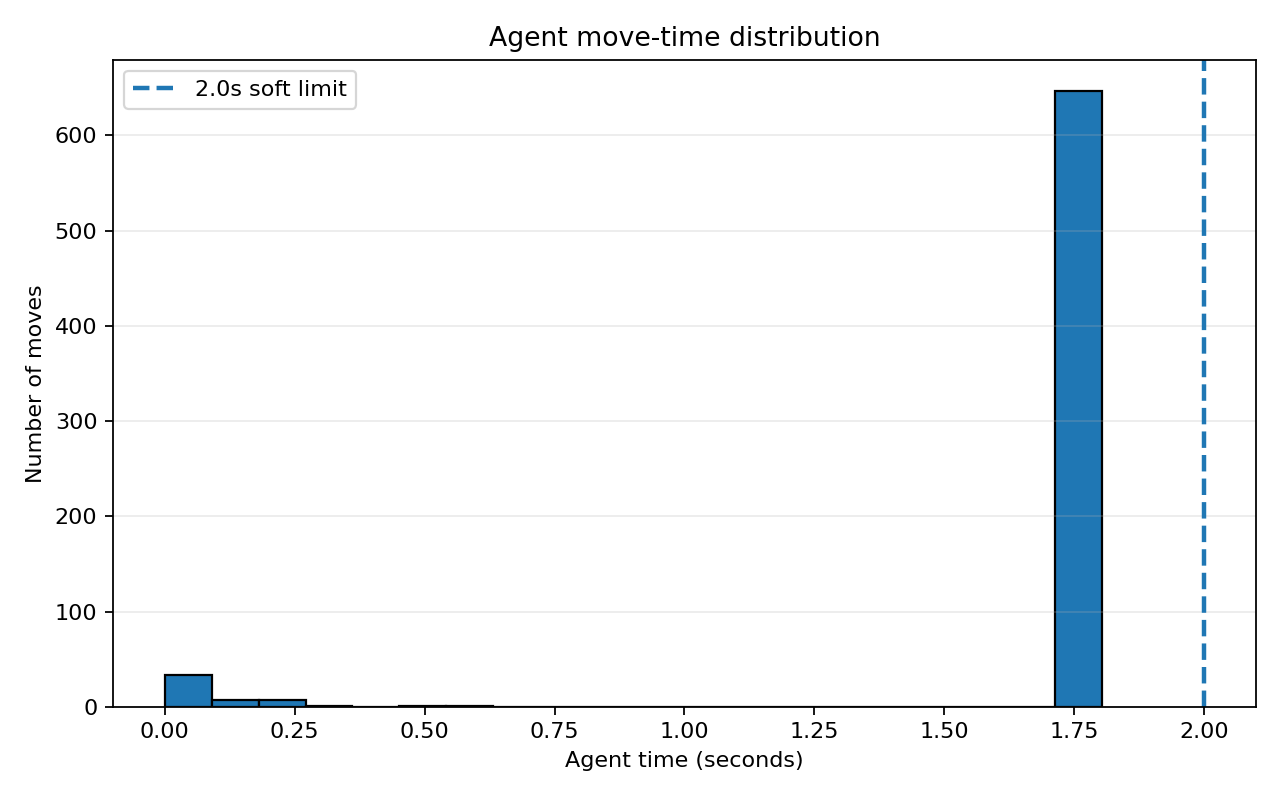 Agent move-time distribution
2.0s soft limit
Number of moves
600
500
400
300
200
100
0
0.00 0.25 0.50 0.75 1.00 1.25 1.50 1.75 2.00
Agent time (seconds)